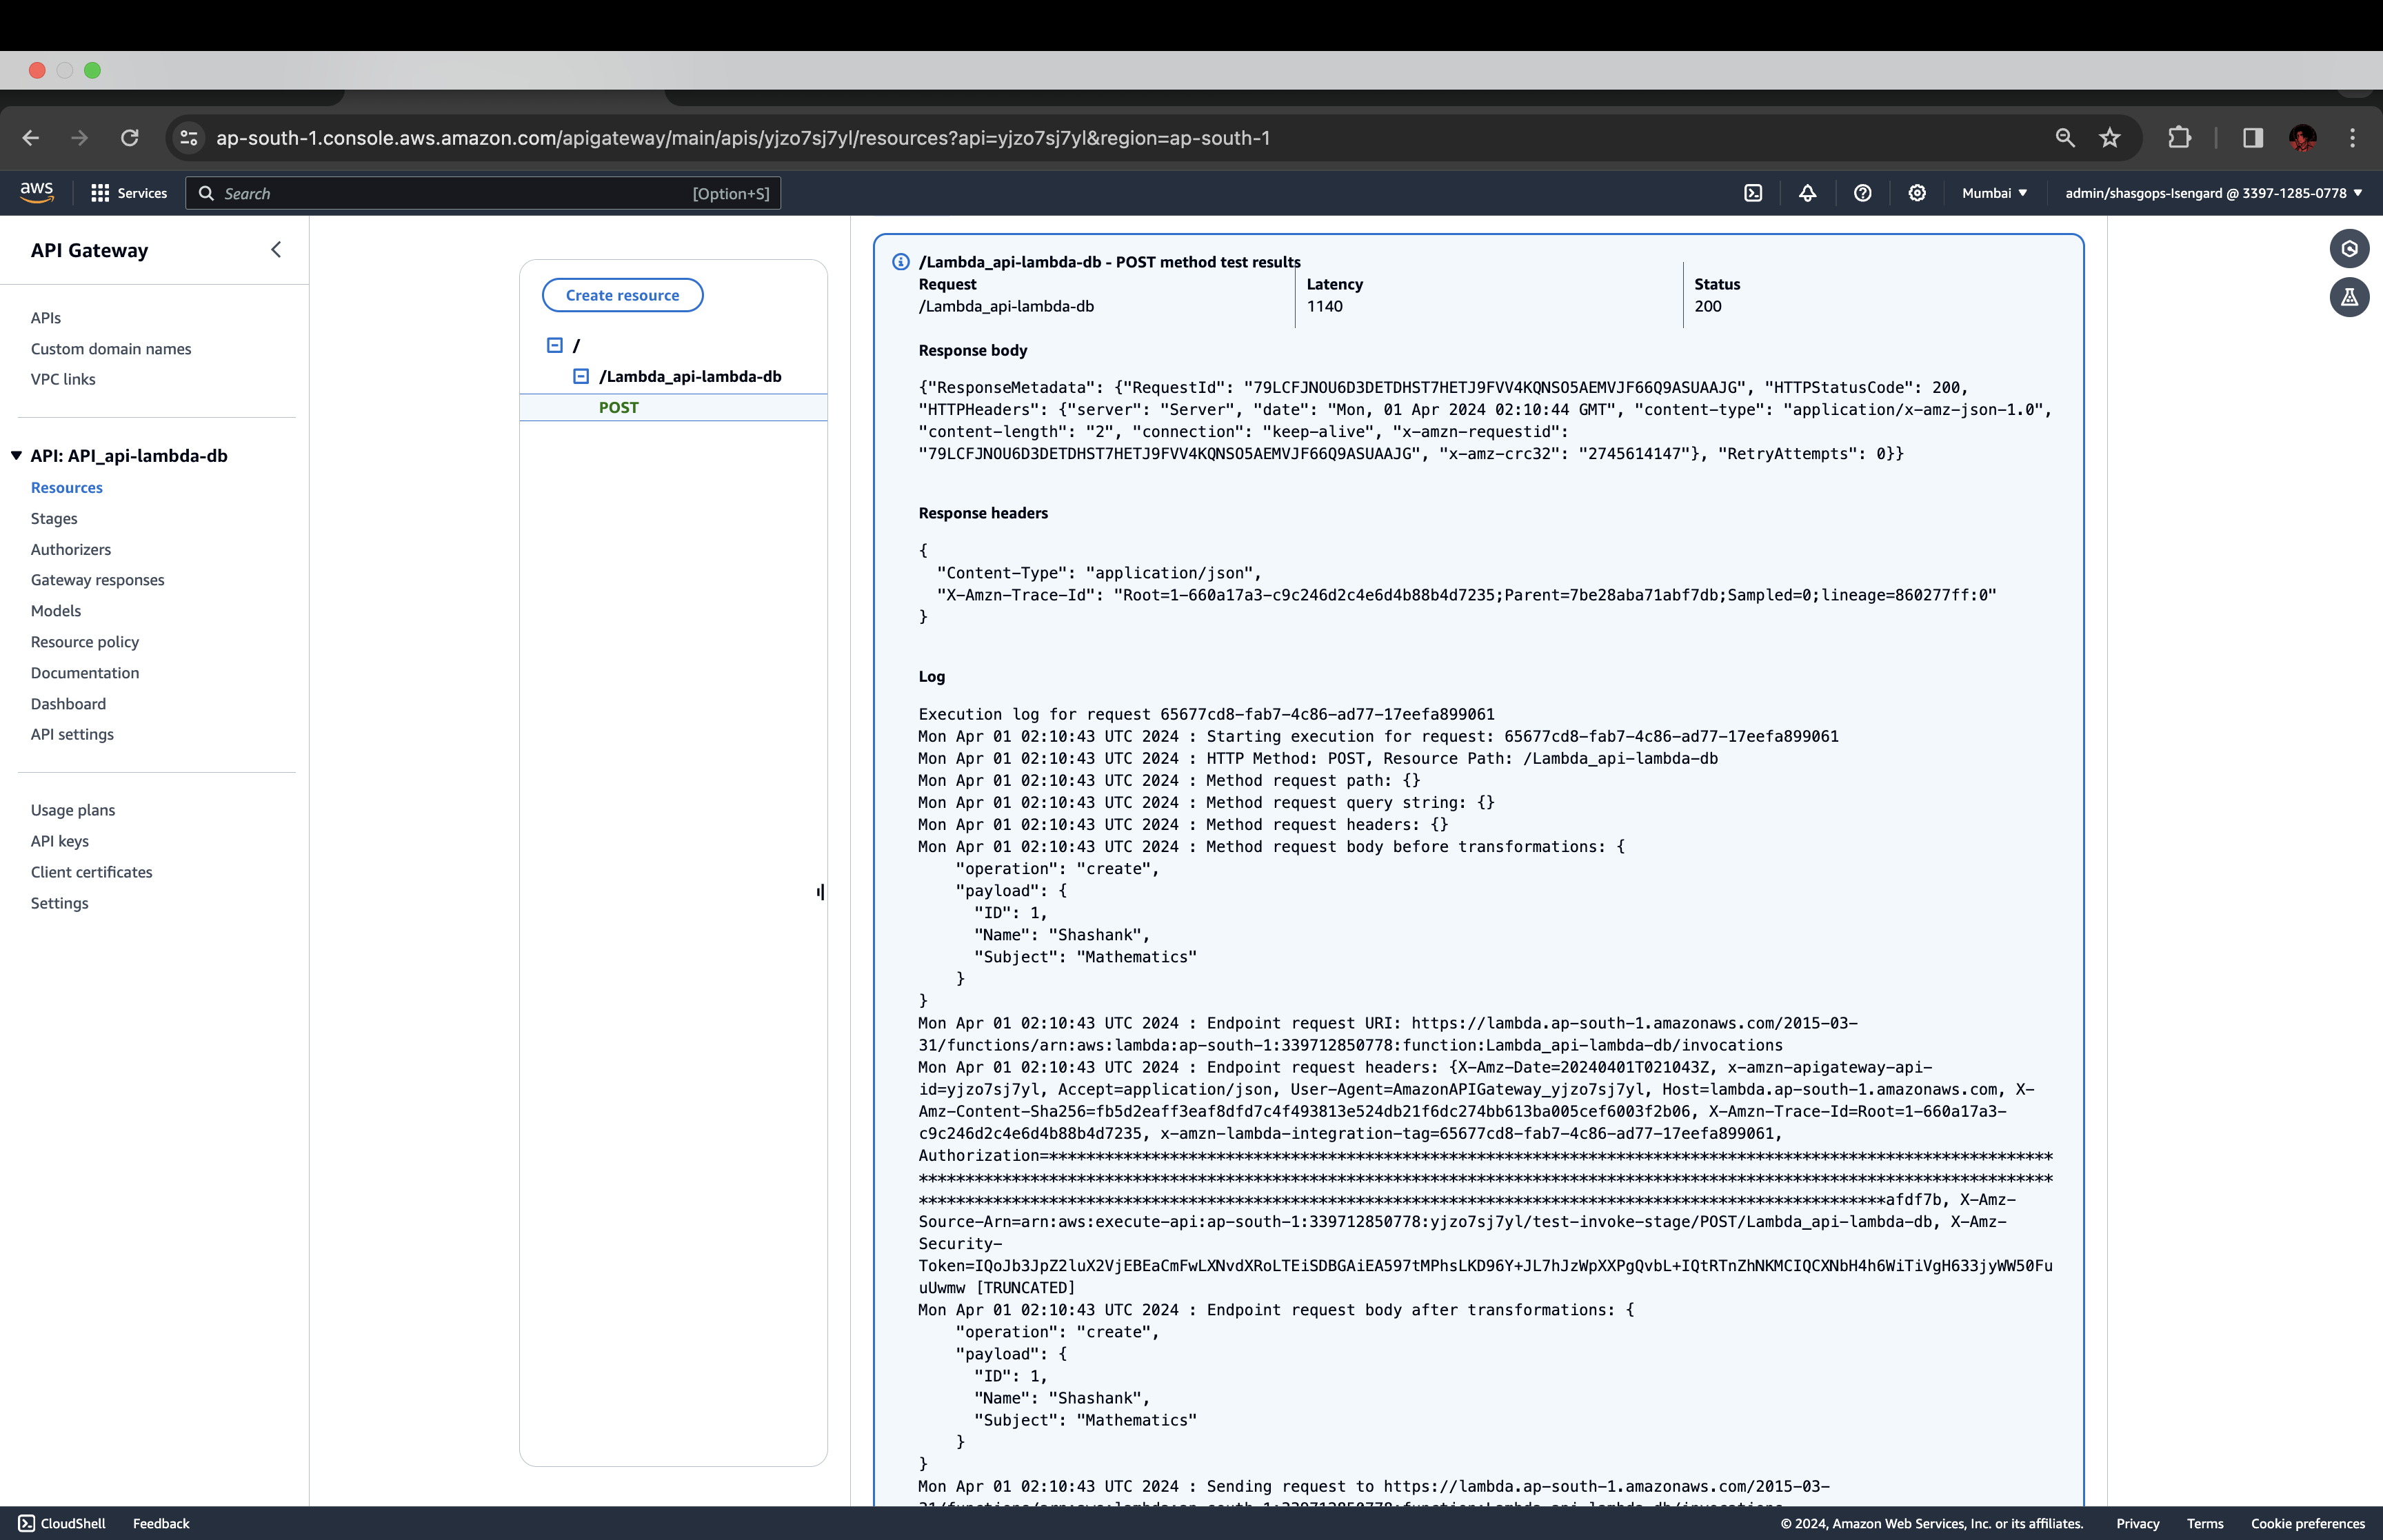 ap-south-1.console.aws.amazon.com/apigateway/main/apis/yjzo7sj7yl/resources?api=yjzo7sj7yl&region=ap-south-1
aws
Services
Search
[Option+S]
Mumbai
admin/shasgops-Isengard @ 3397-1285-0778
API Gateway
APIs
Custom domain names
VPC links
API: API_api-lambda-db
Resources
Stages
Authorizers
Gateway responses
Models
Resource policy
Documentation
Dashboard
API settings
Usage plans
API keys
Client certificates
Settings
Create resource
/
/Lambda_api-lambda-db
POST
/Lambda_api-lambda-db - POST method test results
Request
/Lambda_api-lambda-db
Latency
1140
Status
200
Response body
{"ResponseMetadata": {"RequestId": "79LCFJNOU6D3DETDHST7HETJ9FVV4KQNSO5AEMVJF66Q9ASUAAJG", "HTTPStatusCode": 200,
"HTTPHeaders": {"server": "Server", "date": "Mon, 01 Apr 2024 02:10:44 GMT", "content-type": "application/x-amz-json-1.0",
"content-length": "2", "connection": "keep-alive", "x-amzn-requestid":
"79LCFJNOU6D3DETDHST7HETJ9FVV4KQNSO5AEMVJF66Q9ASUAAJG", "x-amz-crc32": "2745614147"}, "RetryAttempts": 0}}
Response headers
{
"Content-Type": "application/json",
"X-Amzn-Trace-Id": "Root=1-660a17a3-c9c246d2c4e6d4b88b4d7235;Parent=7be28aba71abf7db;Sampled=0;lineage=860277ff:0"
}
Log
Execution log for request 65677cd8-fab7-4c86-ad77-17eefa899061
Mon Apr 01 02:10:43 UTC 2024 : Starting execution for request: 65677cd8-fab7-4c86-ad77-17eefa899061
Mon Apr 01 02:10:43 UTC 2024 : HTTP Method: POST, Resource Path: /Lambda_api-lambda-db
Mon Apr 01 02:10:43 UTC 2024 : Method request path: {}
Mon Apr 01 02:10:43 UTC 2024 : Method request query string: {}
Mon Apr 01 02:10:43 UTC 2024 : Method request headers: {}
Mon Apr 01 02:10:43 UTC 2024 : Method request body before transformations: {
"operation": "create",
"payload": {
"ID": 1,
"Name": "Shashank",
"Subject": "Mathematics"
}
}
Mon Apr 01 02:10:43 UTC 2024 : Endpoint request URI: https://lambda.ap-south-1.amazonaws.com/2015-03-
31/functions/arn:aws:lambda:ap-south-1:339712850778:function:Lambda_api-lambda-db/invocations
Mon Apr 01 02:10:43 UTC 2024 : Endpoint request headers: {X-Amz-Date=20240401T021043Z, x-amzn-apigateway-api-
id=yjzo7sj7yl, Accept=application/json, User-Agent=AmazonAPIGateway_yjzo7sj7yl, Host=lambda.ap-south-1.amazonaws.com, X-
Amz-Content-Sha256=fb5d2eaff3eaf8dfd7c4f493813e524db21f6dc274bb613ba005cef6003f2b06, X-Amzn-Trace-Id=Root=1-660a17a3-
c9c246d2c4e6d4b88b4d7235, x-amzn-lambda-integration-tag=65677cd8-fab7-4c86-ad77-17eefa899061,
Authorization=************************************************************************************************************
**************************************************************************************************************************
********************************************************************************************************afdf7b, X-Amz-
Source-Arn=arn:aws:execute-api:ap-south-1:339712850778:yjzo7sj7yl/test-invoke-stage/POST/Lambda_api-lambda-db, X-Amz-
Security-
Token=IQoJb3JpZ2luX2VjEBEaCmFwLXNvdXRoLTEiSDBGAiEA597tMPhsLKD96Y+JL7hJzWpXXPgQvbL+IQtRTnZhNKMCIQCXNbH4h6WiTiVgH633jyWW50Fu
uUwmw [TRUNCATED]
Mon Apr 01 02:10:43 UTC 2024 : Endpoint request body after transformations: {
"operation": "create",
"payload": {
"ID": 1,
"Name": "Shashank",
"Subject": "Mathematics"
}
}
Mon Apr 01 02:10:43 UTC 2024 : Sending request to https://lambda.ap-south-1.amazonaws.com/2015-03-
31/functions/arn:aws:lambda:ap-south-1:339712850778:function:Lambda_api-lambda-db/invocations
CloudShell
Feedback
© 2024, Amazon Web Services, Inc. or its affiliates.
Privacy
Terms
Cookie preferences